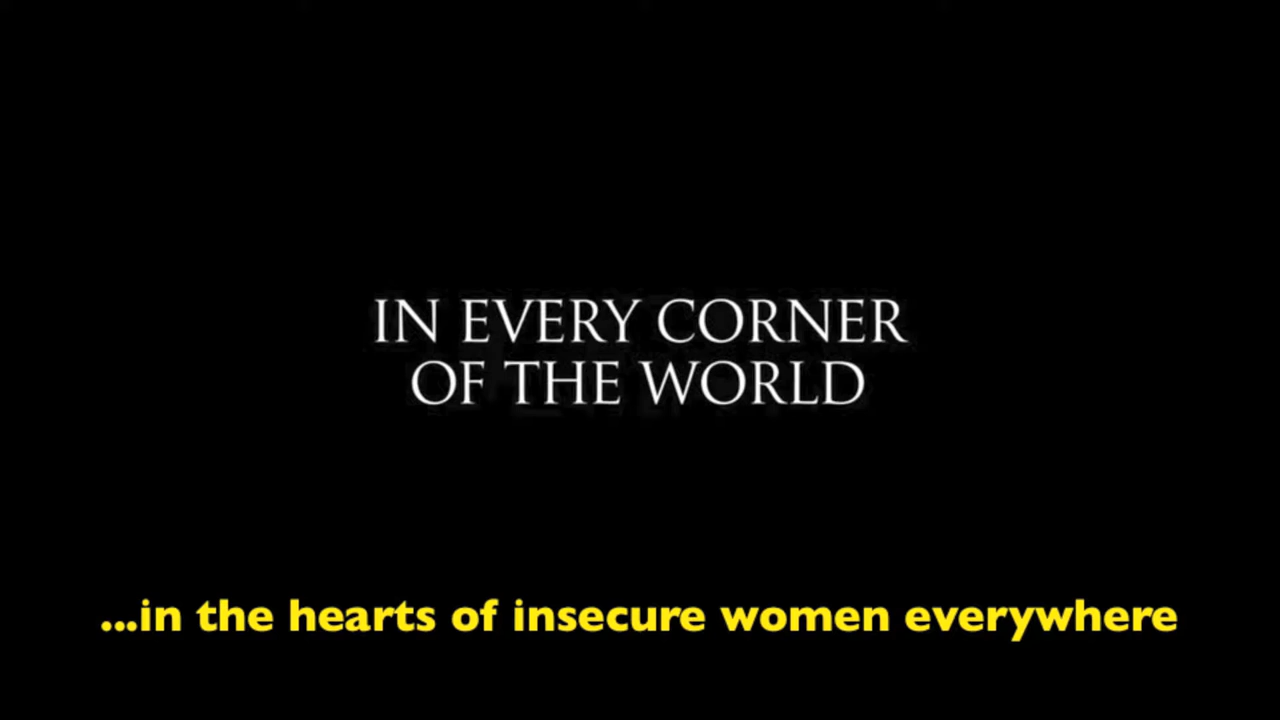 IN EVERY CORNER
OF THE WORLD
...in the hearts of insecure women everywhere